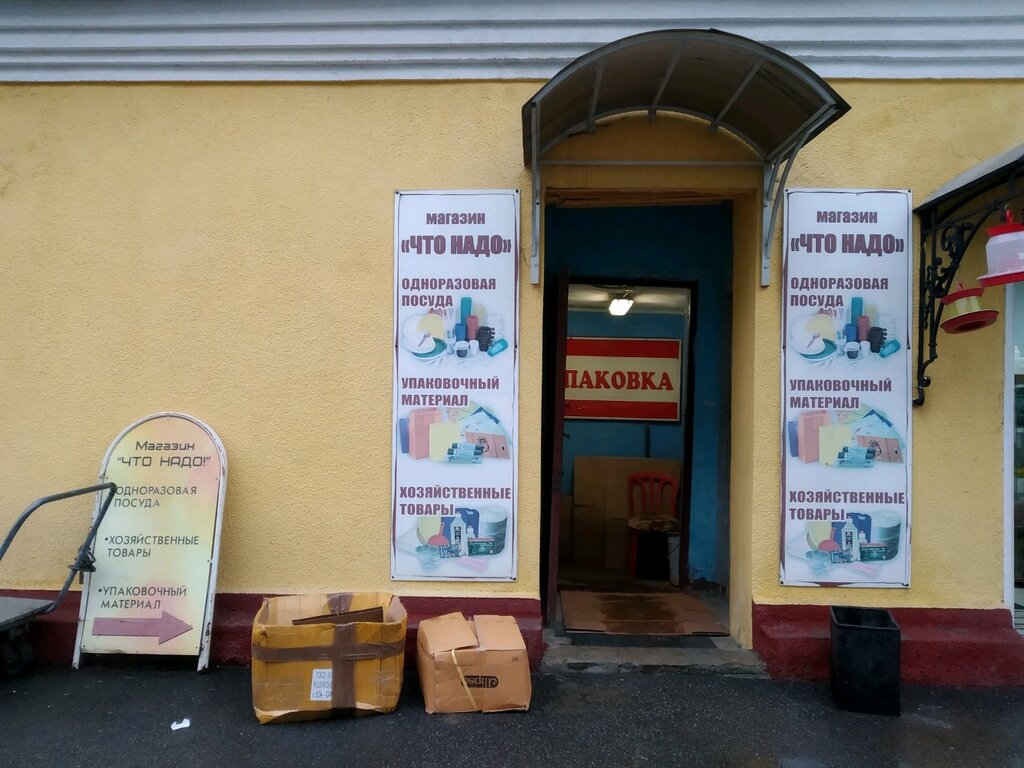 магазин
«ЧТО НАДО»
ОДНОРАЗОВАЯ
ПОСУДА
УПАКОВОЧНЫЙ
МАТЕРИАЛ
ХОЗЯЙСТВЕННЫЕ
ТОВАРЫ
ПАКОВКА
магазин
«ЧТО НАДО»
ОДНОРАЗОВАЯ
ПОСУДА
УПАКОВОЧНЫЙ
МАТЕРИАЛ
ХОЗЯЙСТВЕННЫЕ
ТОВАРЫ
Магазин
"ЧТО НАДО!"
ОДНОРАЗОВАЯ
ПОСУДА
•ХОЗЯЙСТВЕННЫЕ
ТОВАРЫ
•УПАКОВОЧНЫЙ
МАТЕРИАЛ
ellipse